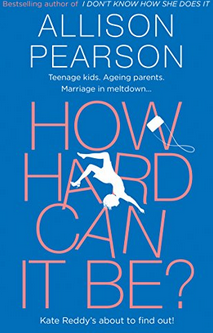 Bestselling author of I DON'T KNOW HOW SHE DOES IT
ALLISON
PEARSON
Teenage kids. Ageing parents.
Marriage in meltdown...
HOW
HARD
CAN
IT BE?
Kate Reddy's about to find out!